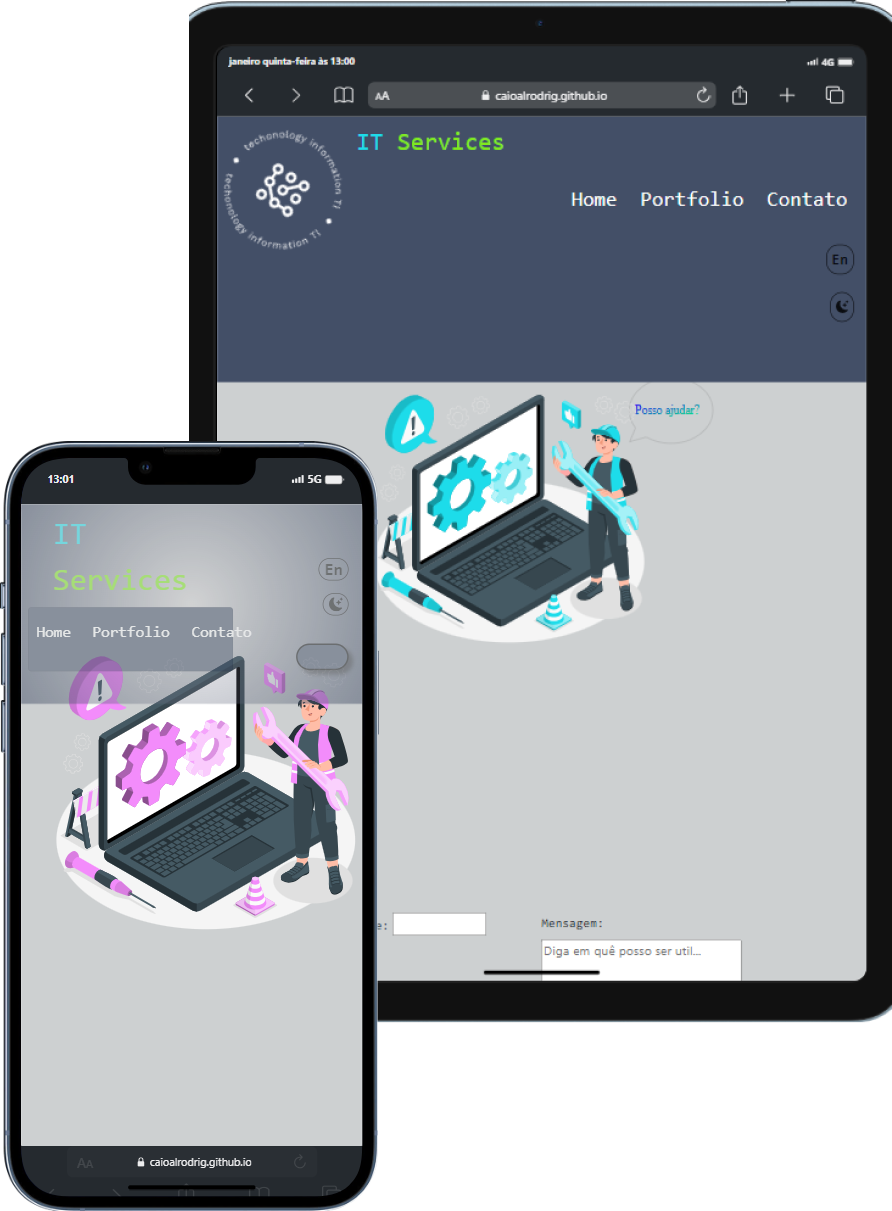 janeiro quinta-feira às 13:00
4G
AA
caioalrodrig.github.io
techonology information TI
techonology information TI
IT Services
Home Portfolio Contato
En
Posso ajudar?
e:
Mensagem:
Diga em quê posso ser util...
13:01
5G
IT
Services
En
Home Portfolio Contato
AA
caioalrodrig.github.io